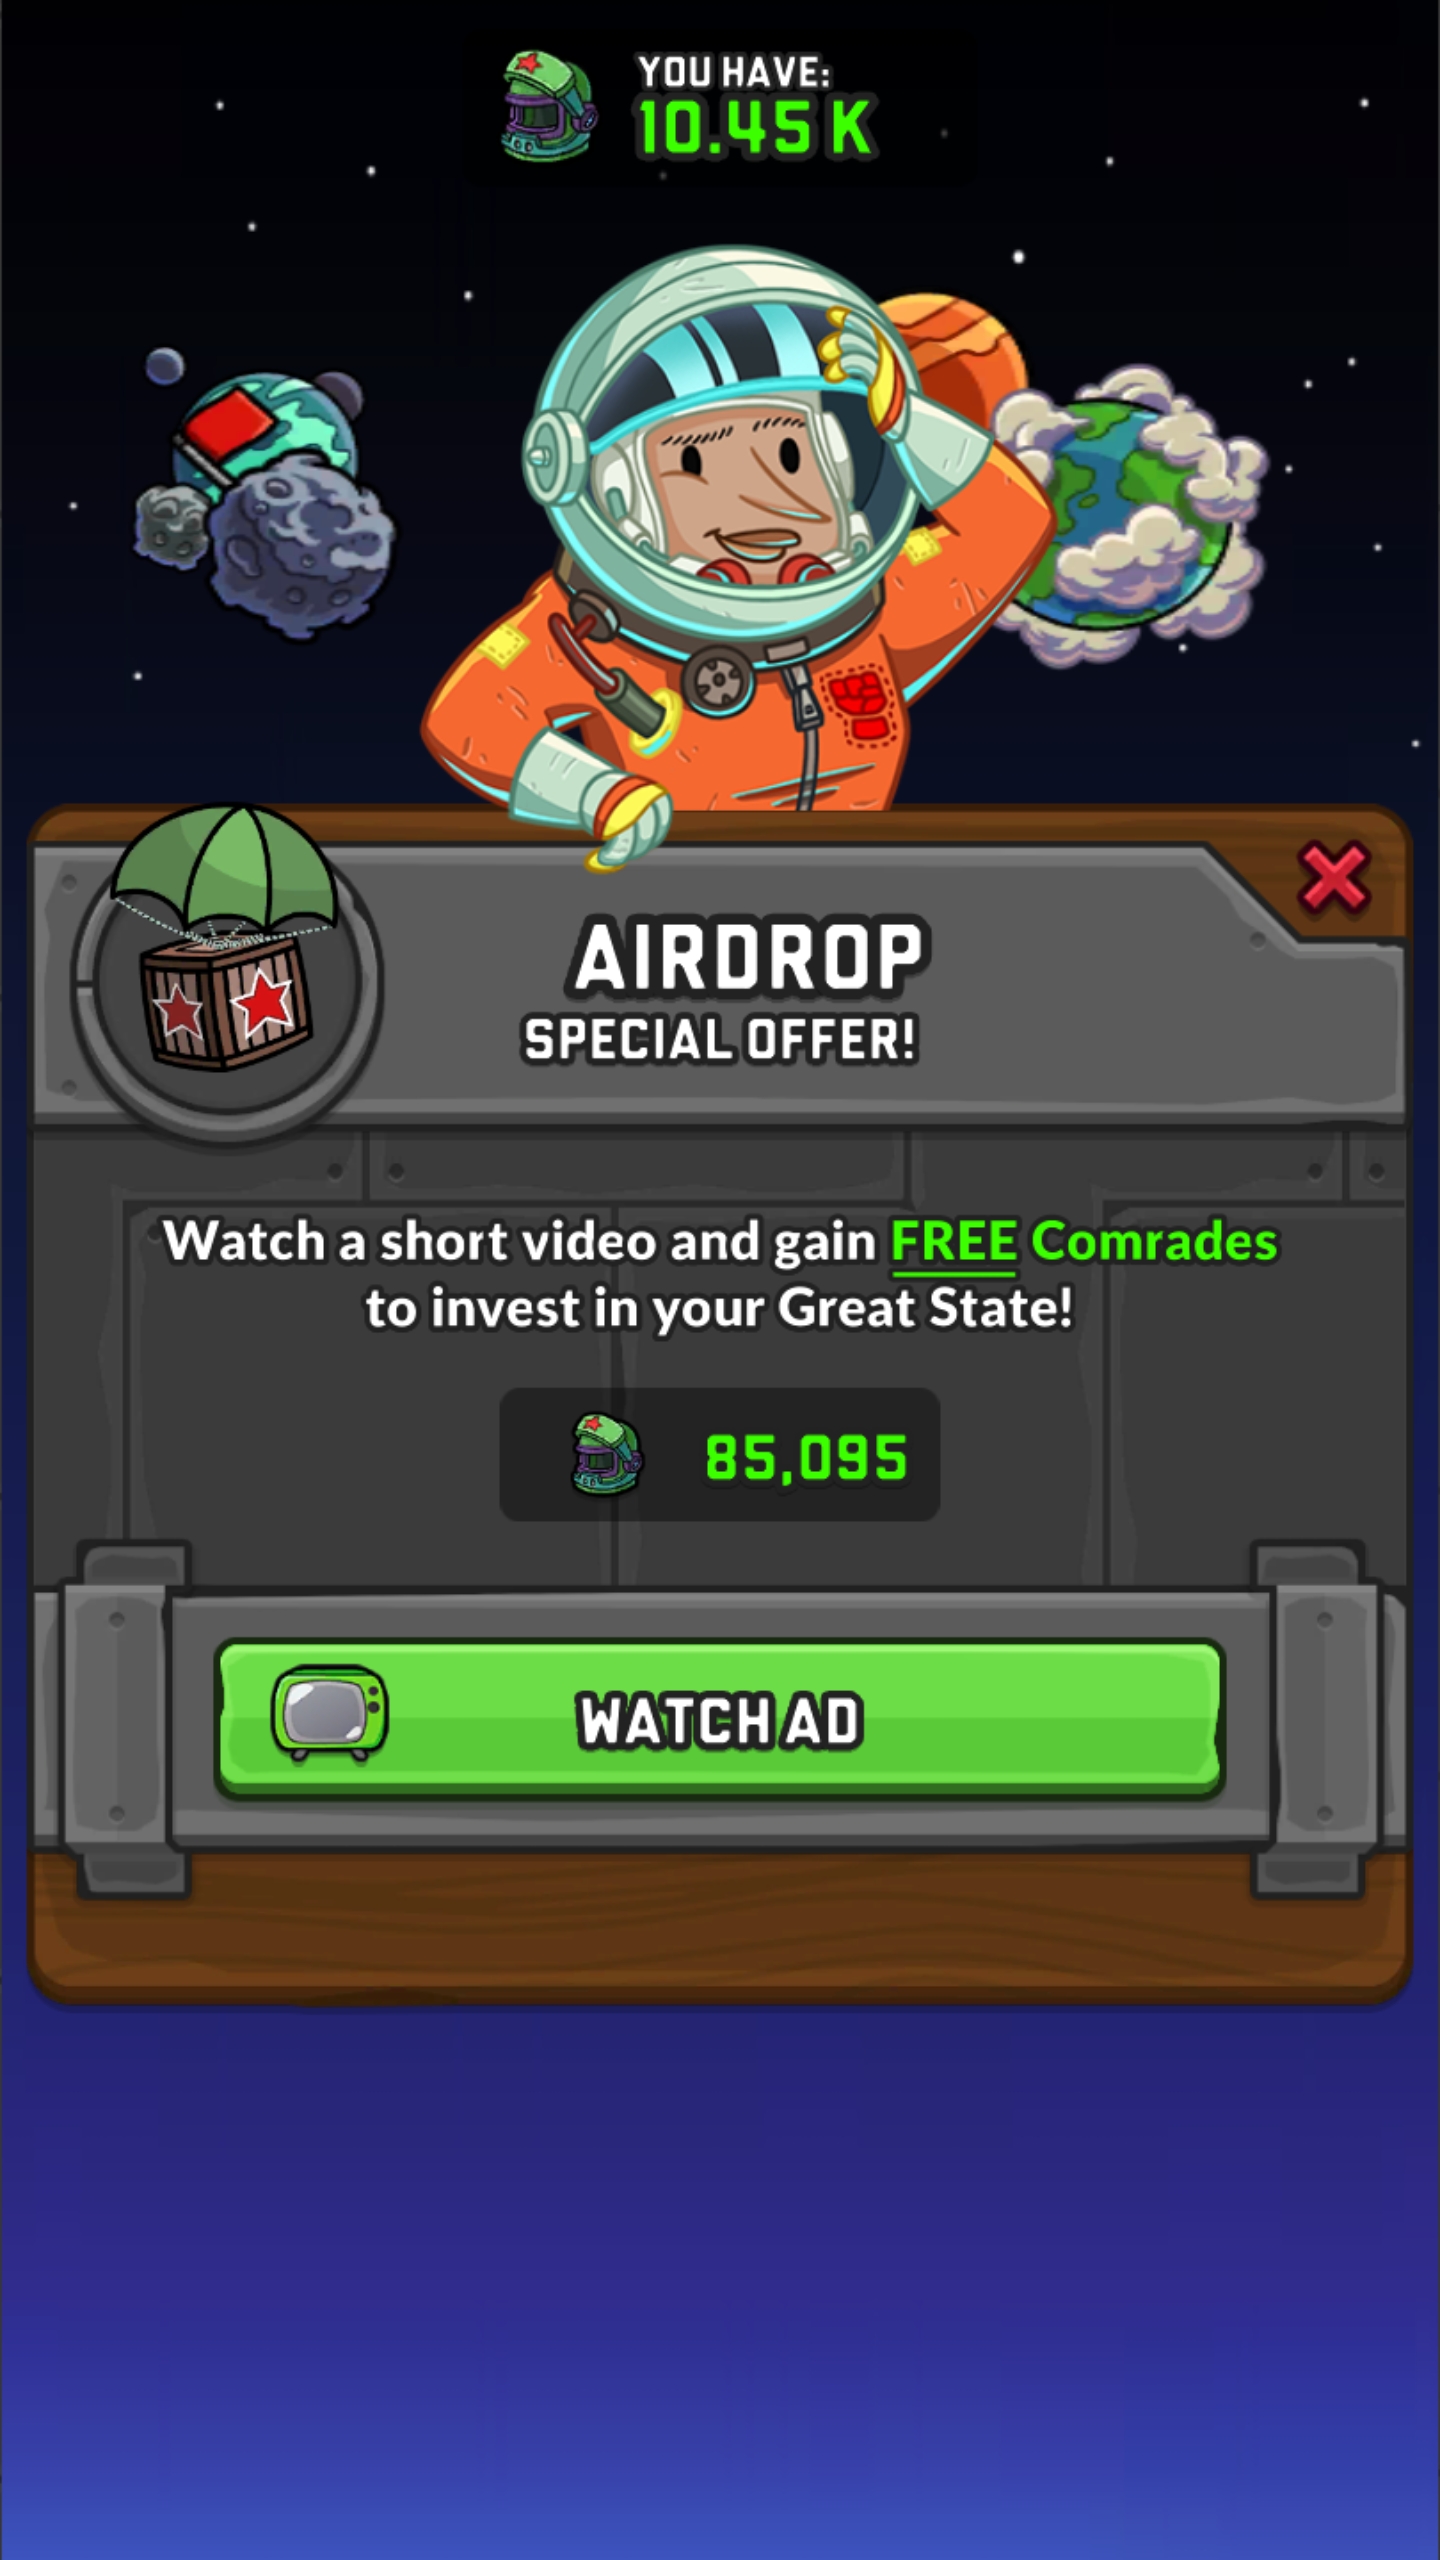 YOU HAVE:
10.45 K
AIRDROP
SPECIAL OFFER!
Watch a short video and gain FREE Comrades
to invest in your Great State!
85,095
WATCH AD